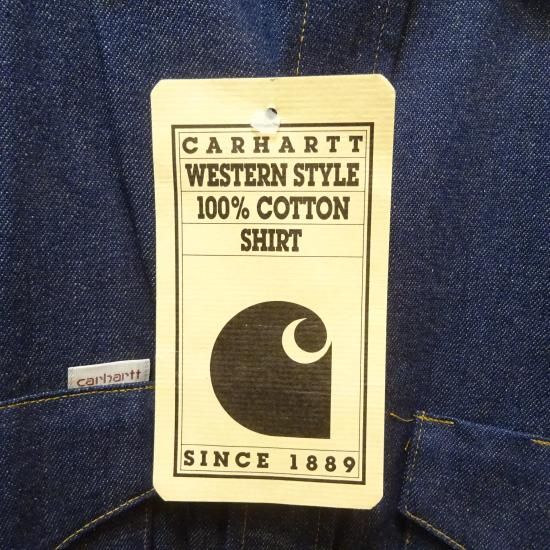 CARHARTT
WESTERN STYLE
100% COTTON
SHIRT
carhartt
SINCE 1889